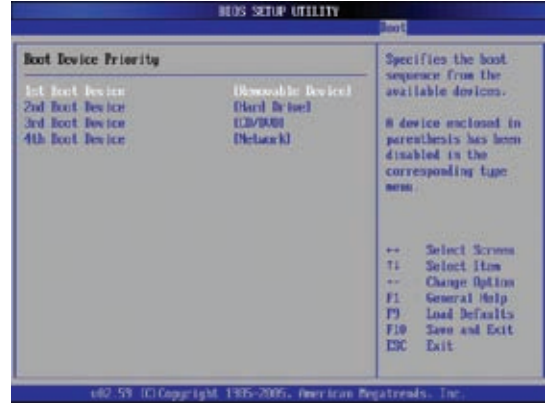 BIOS SETUP UTILITY
Boot
Boot Device Priority
1st Boot Device [Removable Device]
2nd Boot Device [Hard Drive]
3rd Boot Device [CD/DVD]
4th Boot Device [Network]
Specifies the boot
sequence from the
available devices.
A device enclosed in
parenthesis has been
disabled in the
corresponding type
menu.
↔ Select Screen
↑↓ Select Item
+- Change Option
F1 General Help
F9 Load Defaults
F10 Save and Exit
ESC Exit
v02.59 (C)Copyright 1985-2005, American Megatrends, Inc.